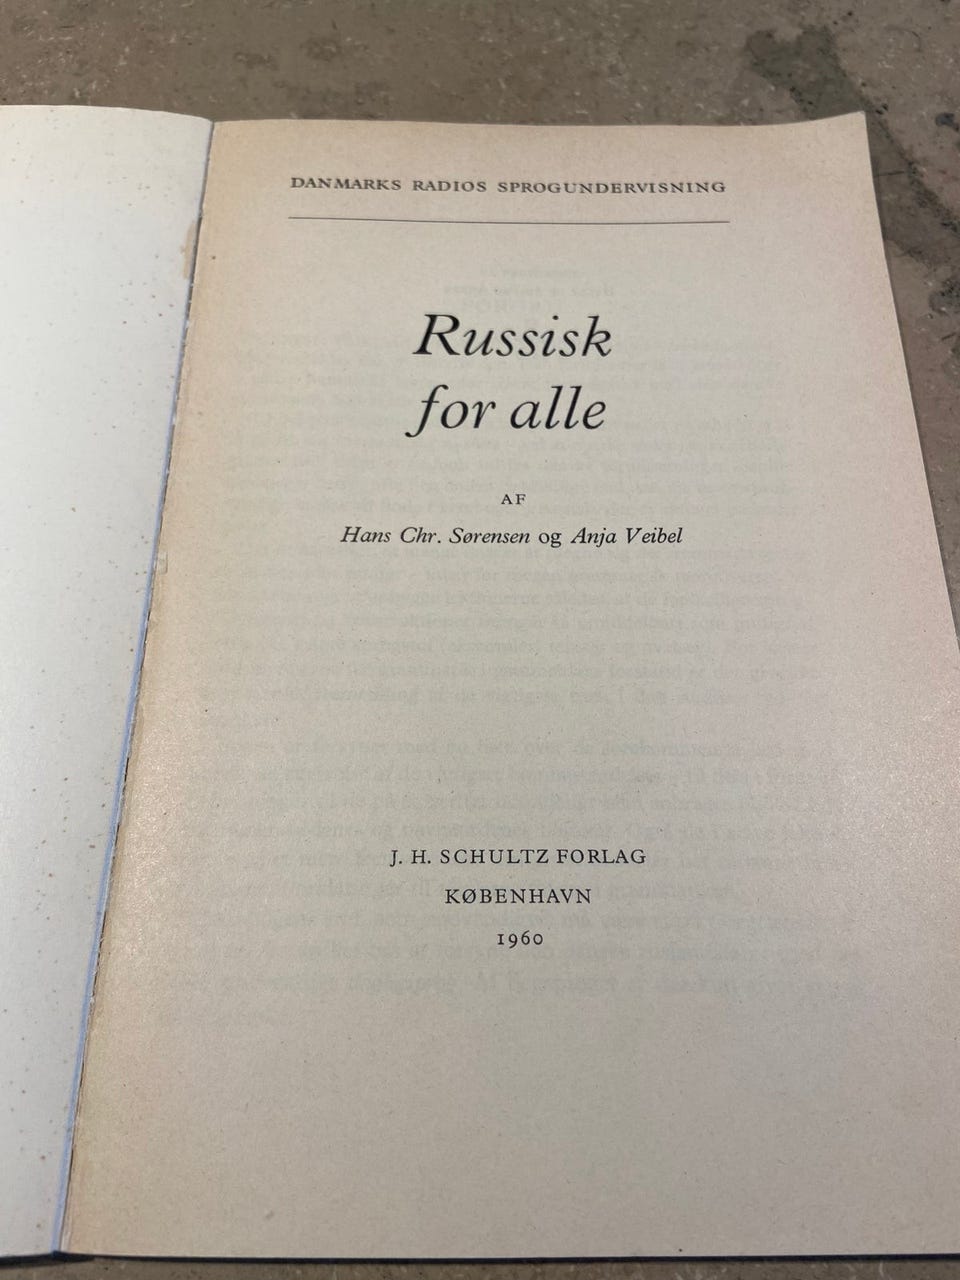 DANMARKS RADIOS SPROGUNDERVISNING
Russisk
for alle
AF
Hans Chr. Sørensen og Anja Veibel
J. H. SCHULTZ FORLAG
KØBENHAVN
1960